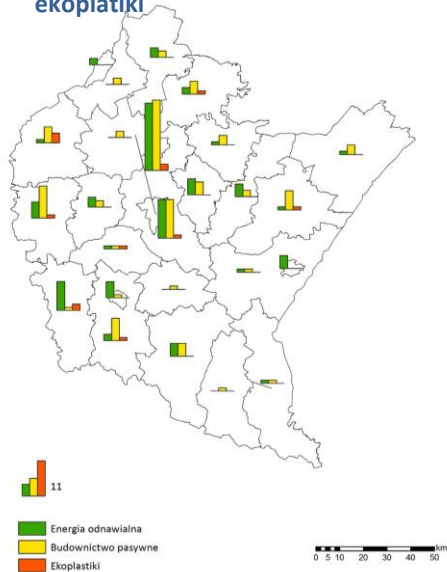 ekoplatiki
11
Energia odnawialna
Budownictwo pasywne
Ekoplastiki
0 5 10 20 30 40 50 km